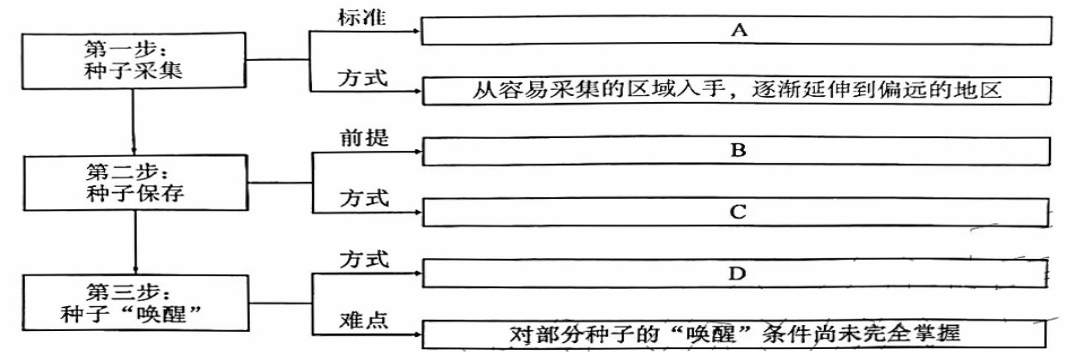 标准
第一步:
种子采集
A
方式
从容易采集的区域入手,逐渐延伸到偏远的地区
前提
第二步:
种子保存
B
方式
C
方式
第三步:
种子“唤醒”
D
难点
对部分种子的“唤醒”条件尚未完全掌握